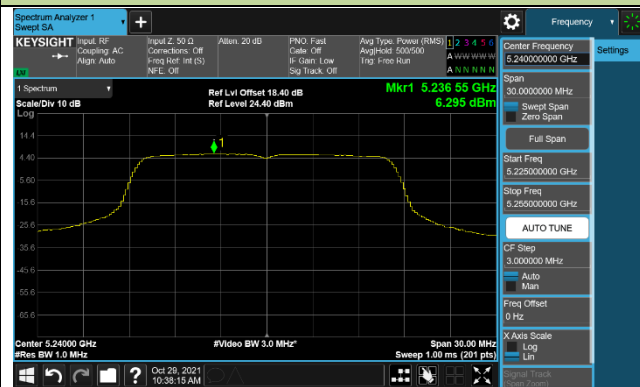 Spectrum Analyzer 1
Swept SA
+
Frequency
KEYSIGHT
Input: RF
Coupling: AC
Align: Auto
Input Z: 50 Ω
Corrections: Off
Freq Ref: Int (S)
NFE: Off
Atten: 20 dB
PNO: Fast
Gate: Off
IF Gain: Low
Sig Track: Off
Avg Type: Power (RMS)
Avg|Hold: 500/500
Trig: Free Run
1 2 3 4 5 6
A W W W W W
A N N N N N
1 Spectrum
Scale/Div 10 dB
Ref Lvl Offset 18.40 dB
Ref Level 24.40 dBm
Mkr1 5.236 55 GHz
6.295 dBm
Log
14.4
4.40
-5.60
-15.6
-25.6
-35.6
-45.6
-55.6
-65.6
1
Center 5.24000 GHz
#Res BW 1.0 MHz
#Video BW 3.0 MHz*
Span 30.00 MHz
Sweep 1.00 ms (201 pts)
Center Frequency
5.240000000 GHz
Settings
Span
30.0000000 MHz
Swept Span
Zero Span
Full Span
Start Freq
5.225000000 GHz
Stop Freq
5.255000000 GHz
AUTO TUNE
CF Step
3.000000 MHz
Auto
Man
Freq Offset
0 Hz
X Axis Scale
Log
Lin
Signal Track
(Span Zoom)
?
Oct 29, 2021
10:38:15 AM